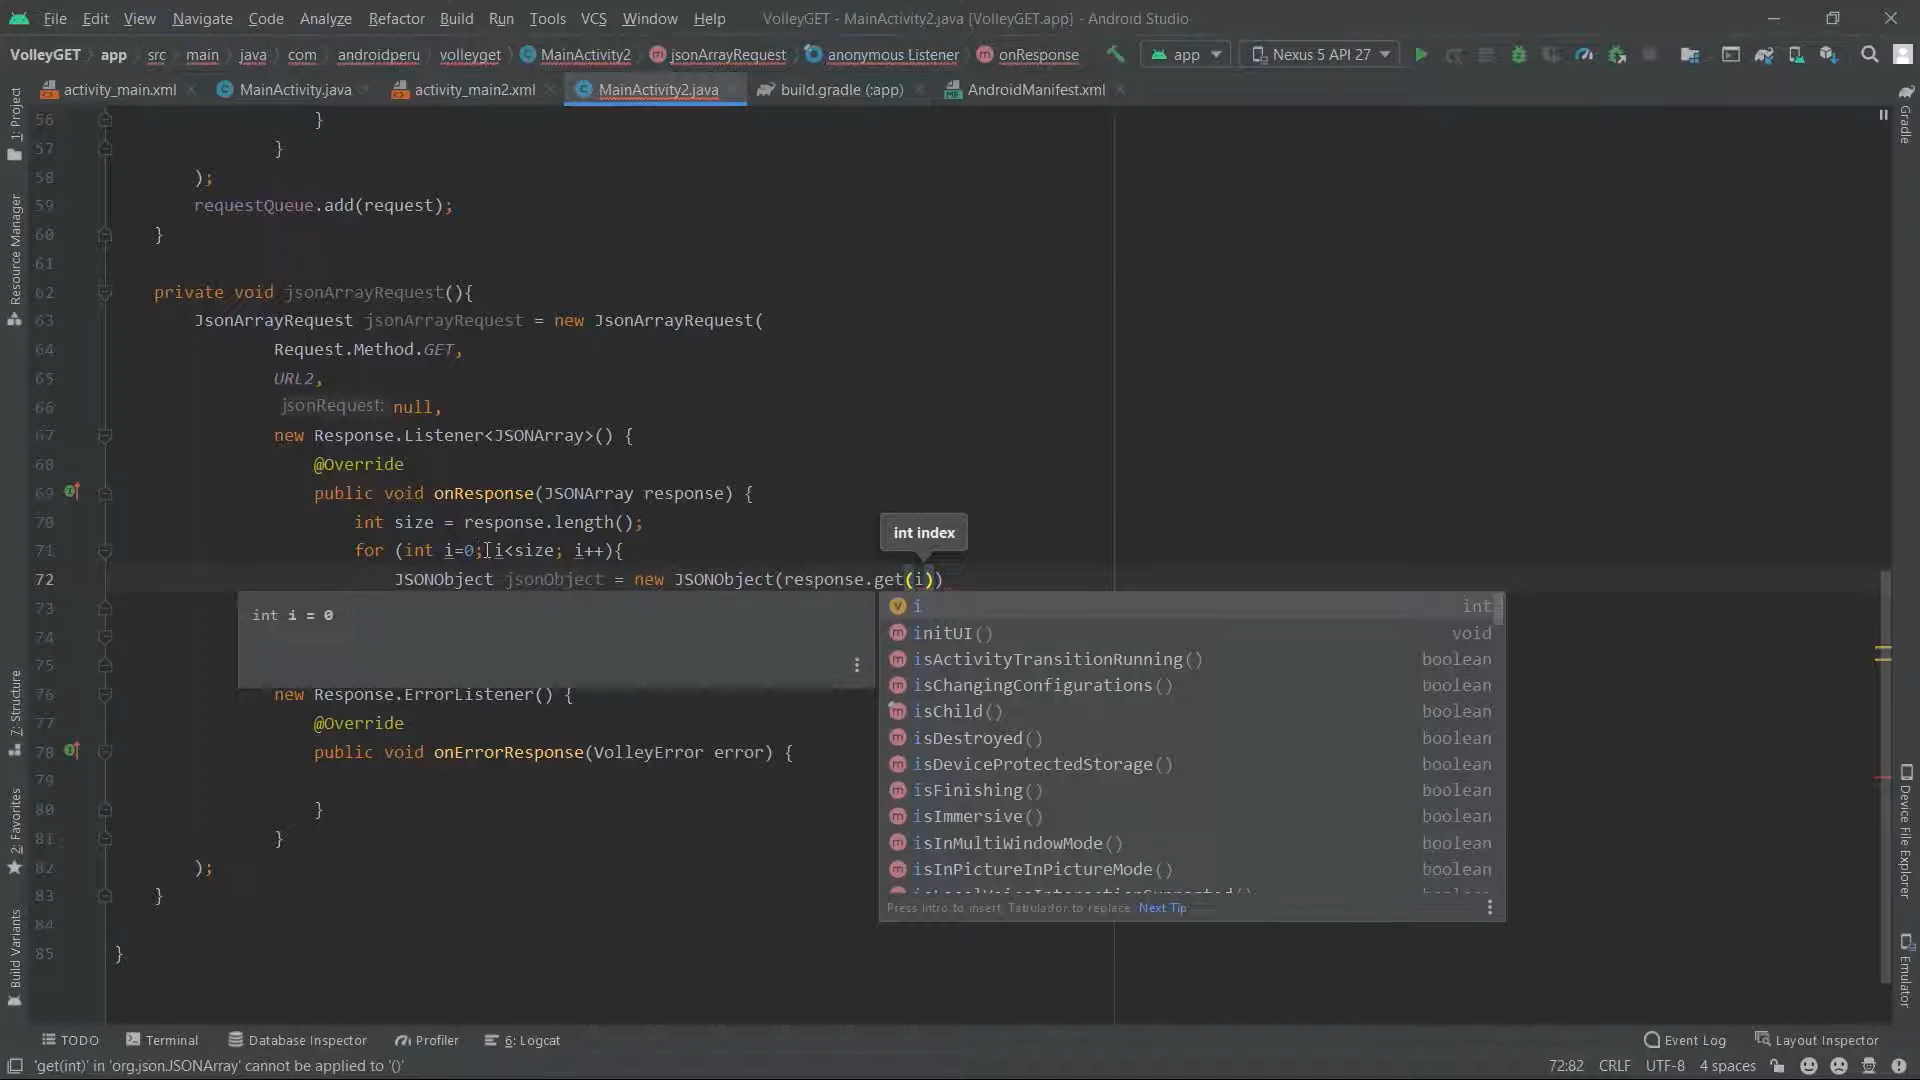 File Edit View Navigate Code Analyze Refactor Build Run Tools VCS Window Help VolleyGET - MainActivity2.java [VolleyGET.app] - Android Studio
VolleyGET app src main java com androidperu volleyget MainActivity2 jsonArrayRequest anonymous Listener onResponse app Nexus 5 API 27
activity_main.xml MainActivity.java activity_main2.xml MainActivity2.java build.gradle (:app) AndroidManifest.xml
1: Project
Resource Manager
7: Structure
2: Favorites
Build Variants
Gradle
Device File Explorer
Emulator
56 }
57 }
58 );
59 requestQueue.add(request);
60 }
61
62 private void jsonArrayRequest(){
63 JsonArrayRequest jsonArrayRequest = new JsonArrayRequest(
64 Request.Method.GET,
65 URL2,
66 jsonRequest: null,
67 new Response.Listener<JSONArray>() {
68 @Override
69 public void onResponse(JSONArray response) {
70 int size = response.length();
int index
71 for (int i=0; i<size; i++){
72 JSONObject jsonObject = new JSONObject(response.get(i))
73
74
75
int i = 0
76 new Response.ErrorListener() {
77 @Override
78 public void onErrorResponse(VolleyError error) {
79
80 }
81 }
82 );
83 }
84
85 }
i int
initUI() void
isActivityTransitionRunning() boolean
isChangingConfigurations() boolean
isChild() boolean
isDestroyed() boolean
isDeviceProtectedStorage() boolean
isFinishing() boolean
isImmersive() boolean
isInMultiWindowMode() boolean
isInPictureInPictureMode() boolean
Press Intro to insert Tabulador to replace Next Tip
TODO Terminal Database Inspector Profiler 6: Logcat Event Log Layout Inspector
'get(int)' in 'org.json.JSONArray' cannot be applied to '()' 72:82 CRLF UTF-8 4 spaces